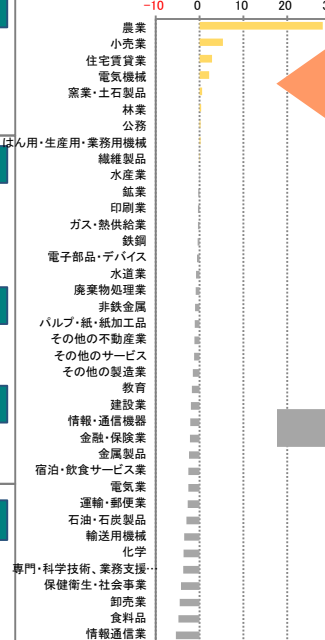 -10 0 10 20
農業
小売業
住宅賃貸業
電気機械
窯業・土石製品
林業
公務
はん用・生産用・業務用機械
繊維製品
水産業
鉱業
印刷業
ガス・熱供給業
鉄鋼
電子部品・デバイス
水道業
廃棄物処理業
非鉄金属
パルプ・紙・紙加工品
その他の不動産業
その他のサービス
その他の製造業
教育
建設業
情報・通信機器
金融・保険業
金属製品
宿泊・飲食サービス業
電気業
運輸・郵便業
石油・石炭製品
輸送用機械
化学
専門・科学技術、業務支援…
保健衛生・社会事業
卸売業
食料品
情報通信業